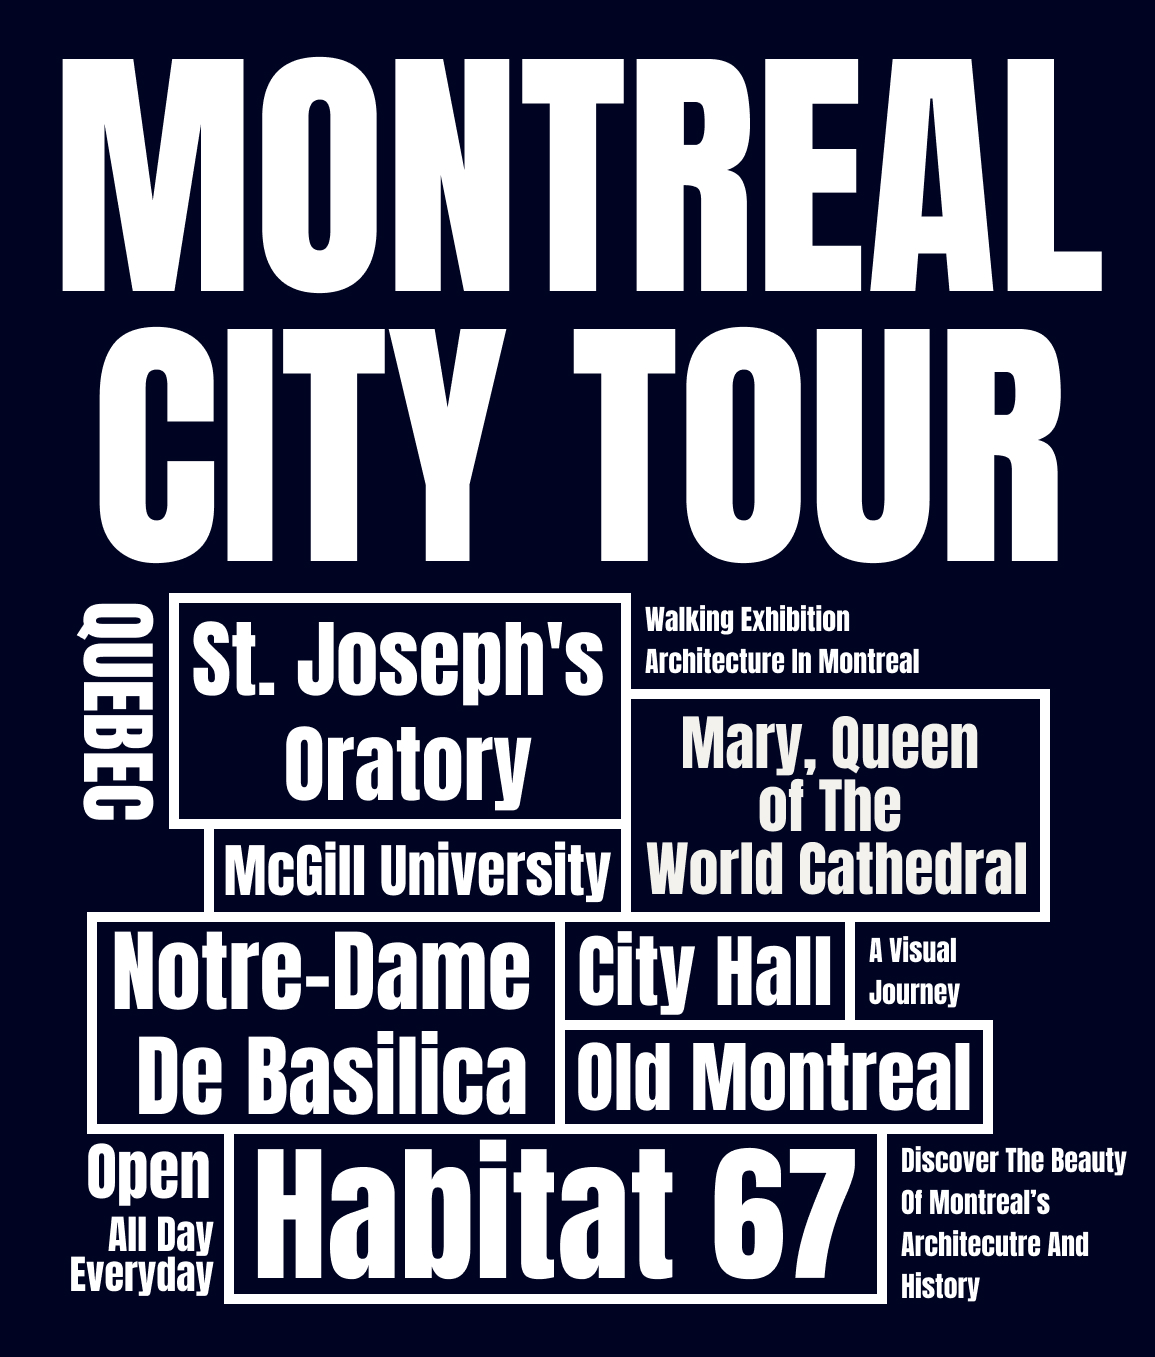 MONTREAL
CITY TOUR
QUEBEC
St. Joseph's
Oratory
Walking Exhibition
Architecture In Montreal
Mary, Queen
of The
World Cathedral
McGill University
Notre-Dame
De Basilica
City Hall
A Visual
Journey
Old Montreal
Open
All Day
Everyday
Habitat 67
Discover The Beauty
Of Montreal’s
Architecutre And
History